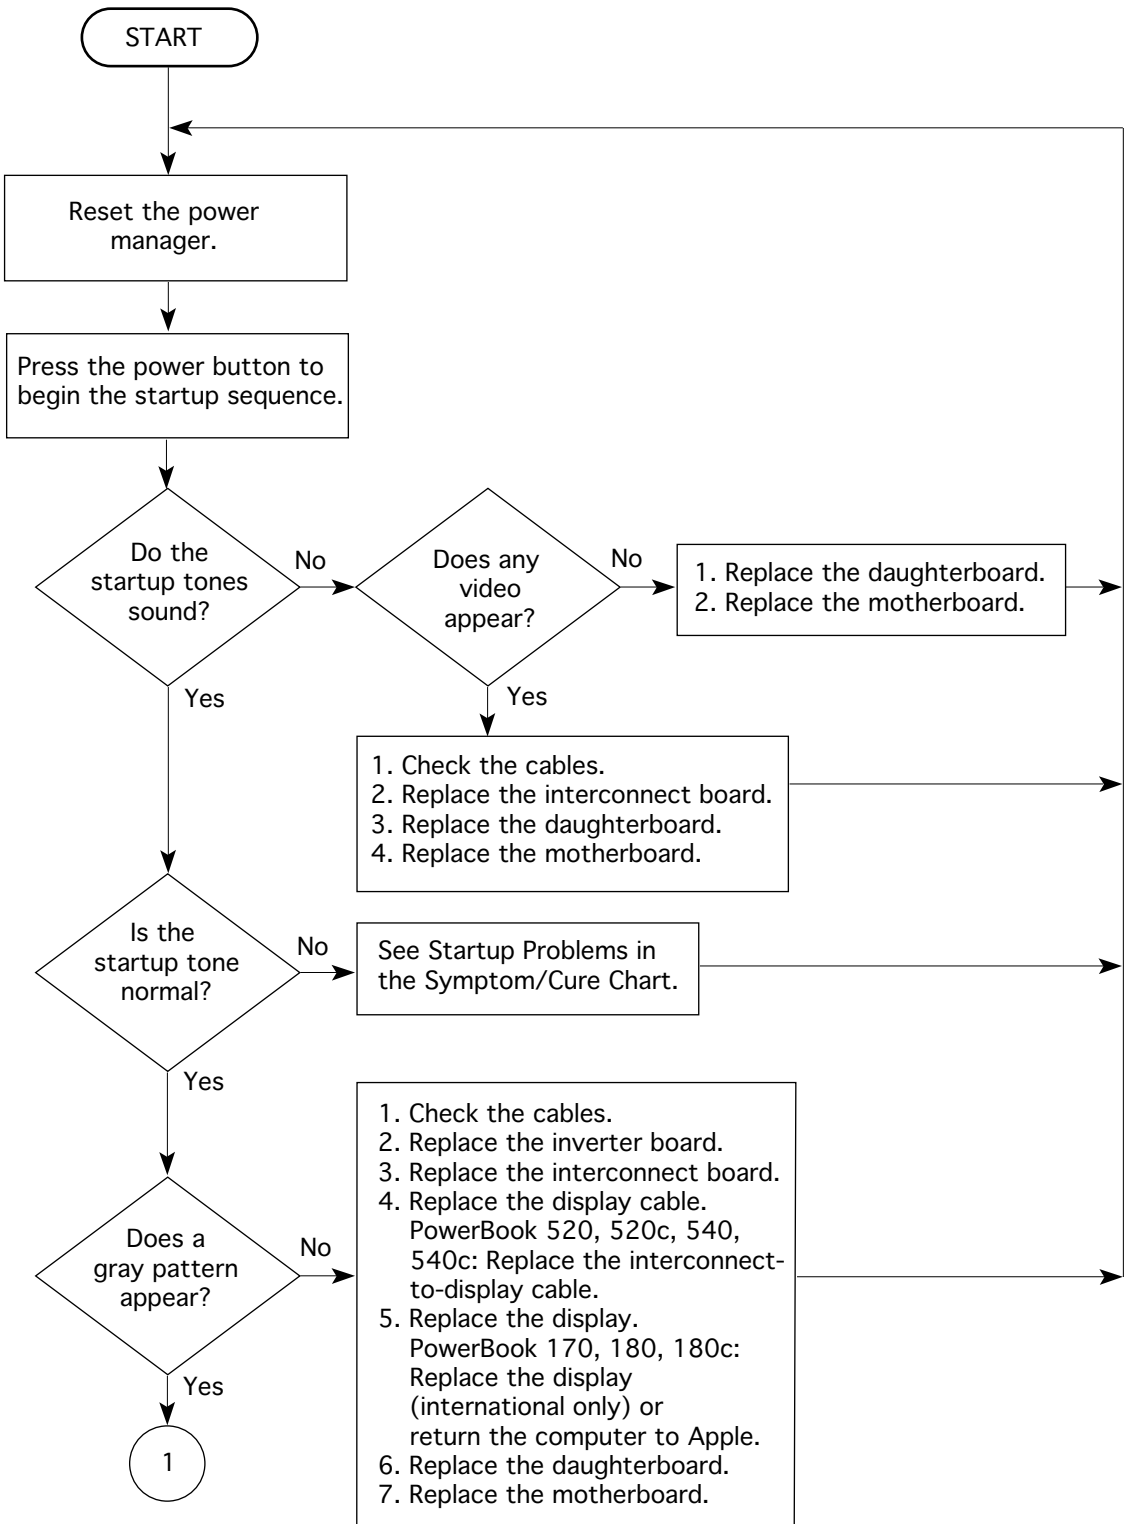 START
Reset the power
manager.
Press the power button to
begin the startup sequence.
Do the
startup tones
sound?
No
Does any
video
appear?
No
1. Replace the daughterboard.
2. Replace the motherboard.
Yes
Yes
1. Check the cables.
2. Replace the interconnect board.
3. Replace the daughterboard.
4. Replace the motherboard.
Is the
startup tone
normal?
No
See Startup Problems in
the Symptom/Cure Chart.
Yes
Does a
gray pattern
appear?
No
1. Check the cables.
2. Replace the inverter board.
3. Replace the interconnect board.
4. Replace the display cable.
PowerBook 520, 520c, 540,
540c: Replace the interconnect-
to-display cable.
5. Replace the display.
PowerBook 170, 180, 180c:
Replace the display
(international only) or
return the computer to Apple.
6. Replace the daughterboard.
7. Replace the motherboard.
Yes
1